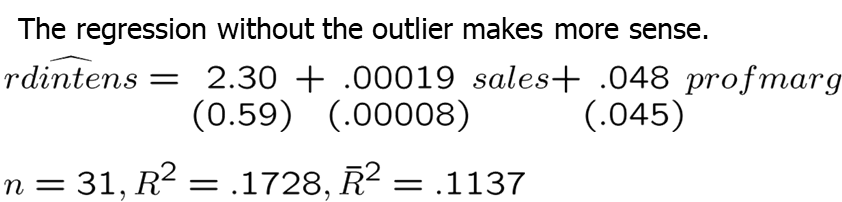 The regression without the outlier makes more sense.
\widehat{rdintens} = 2.30 + .00019 sales+ .048 profmarg
(0.59) (.00008) (.045)
n = 31, R² = .1728, R̄² = .1137